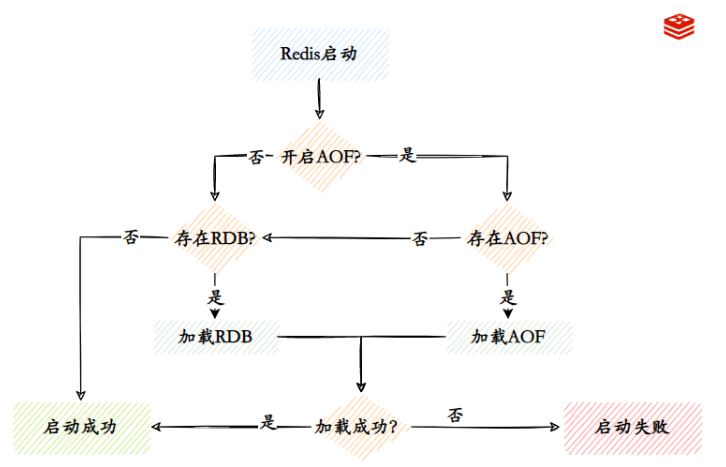 Redis启动
开启AOF?
否
是
存在RDB?
存在AOF?
否
否
是
是
加载RDB
加载AOF
启动成功
是
加载成功?
否
启动失败